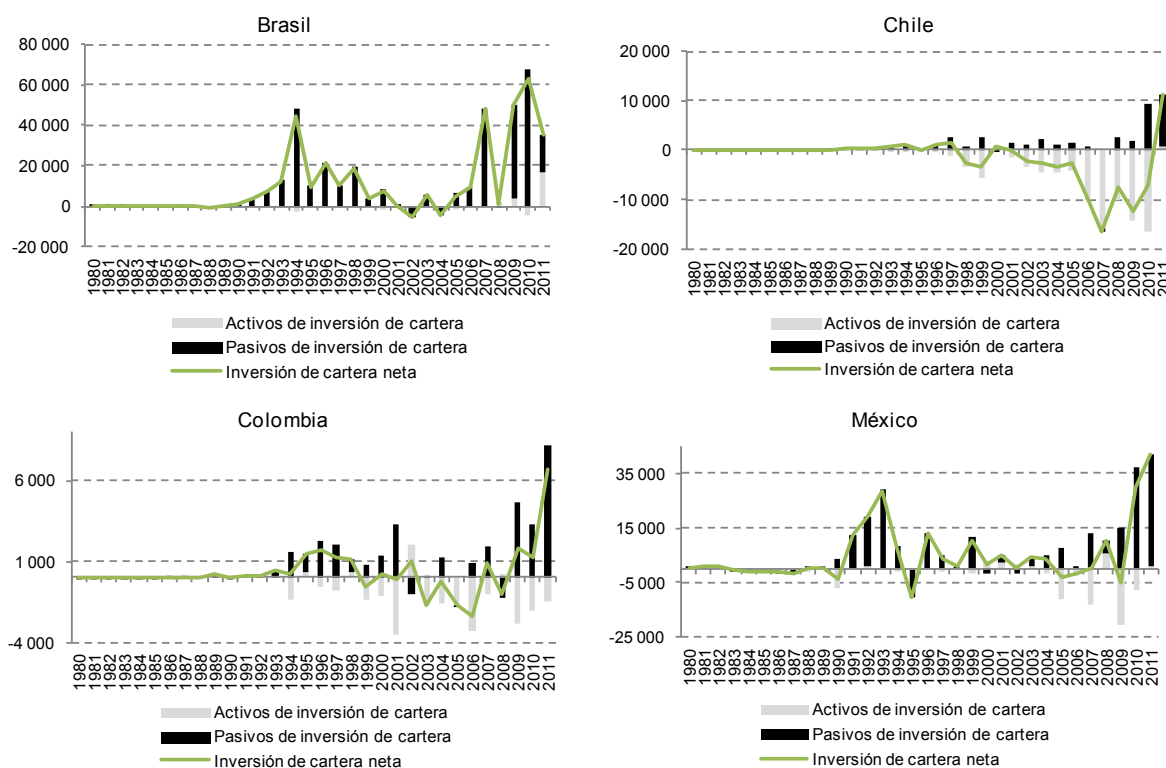 Brasil
80 000
60 000
40 000
20 000
0
-20 000
1980 1981 1982 1983 1984 1985 1986 1987 1988 1989 1990 1991 1992 1993 1994 1995 1996 1997 1998 1999 2000 2001 2002 2003 2004 2005 2006 2007 2008 2009 2010 2011
Activos de inversión de cartera
Pasivos de inversión de cartera
Inversión de cartera neta
Chile
20 000
10 000
0
-10 000
-20 000
1980 1981 1982 1983 1984 1985 1986 1987 1988 1989 1990 1991 1992 1993 1994 1995 1996 1997 1998 1999 2000 2001 2002 2003 2004 2005 2006 2007 2008 2009 2010 2011
Activos de inversión de cartera
Pasivos de inversión de cartera
Inversión de cartera neta
Colombia
6 000
1 000
-4 000
1980 1981 1982 1983 1984 1985 1986 1987 1988 1989 1990 1991 1992 1993 1994 1995 1996 1997 1998 1999 2000 2001 2002 2003 2004 2005 2006 2007 2008 2009 2010 2011
Activos de inversión de cartera
Pasivos de inversión de cartera
Inversión de cartera neta
México
35 000
15 000
-5 000
-25 000
1980 1981 1982 1983 1984 1985 1986 1987 1988 1989 1990 1991 1992 1993 1994 1995 1996 1997 1998 1999 2000 2001 2002 2003 2004 2005 2006 2007 2008 2009 2010 2011
Activos de inversión de cartera
Pasivos de inversión de cartera
Inversión de cartera neta